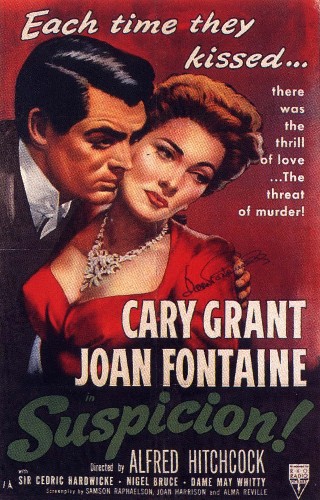 Each time they
kissed...
there
was the
thrill
of love
...The
threat
of murder!
CARY GRANT
JOAN FONTAINE
in
Suspicion!
Directed by ALFRED HITCHCOCK
with
SIR CEDRIC HARDWICKE · NIGEL BRUCE · DAME MAY WHITTY
Screenplay by SAMSON RAPHAELSON, JOAN HARRISON and ALMA REVILLE
RKO
RADIO